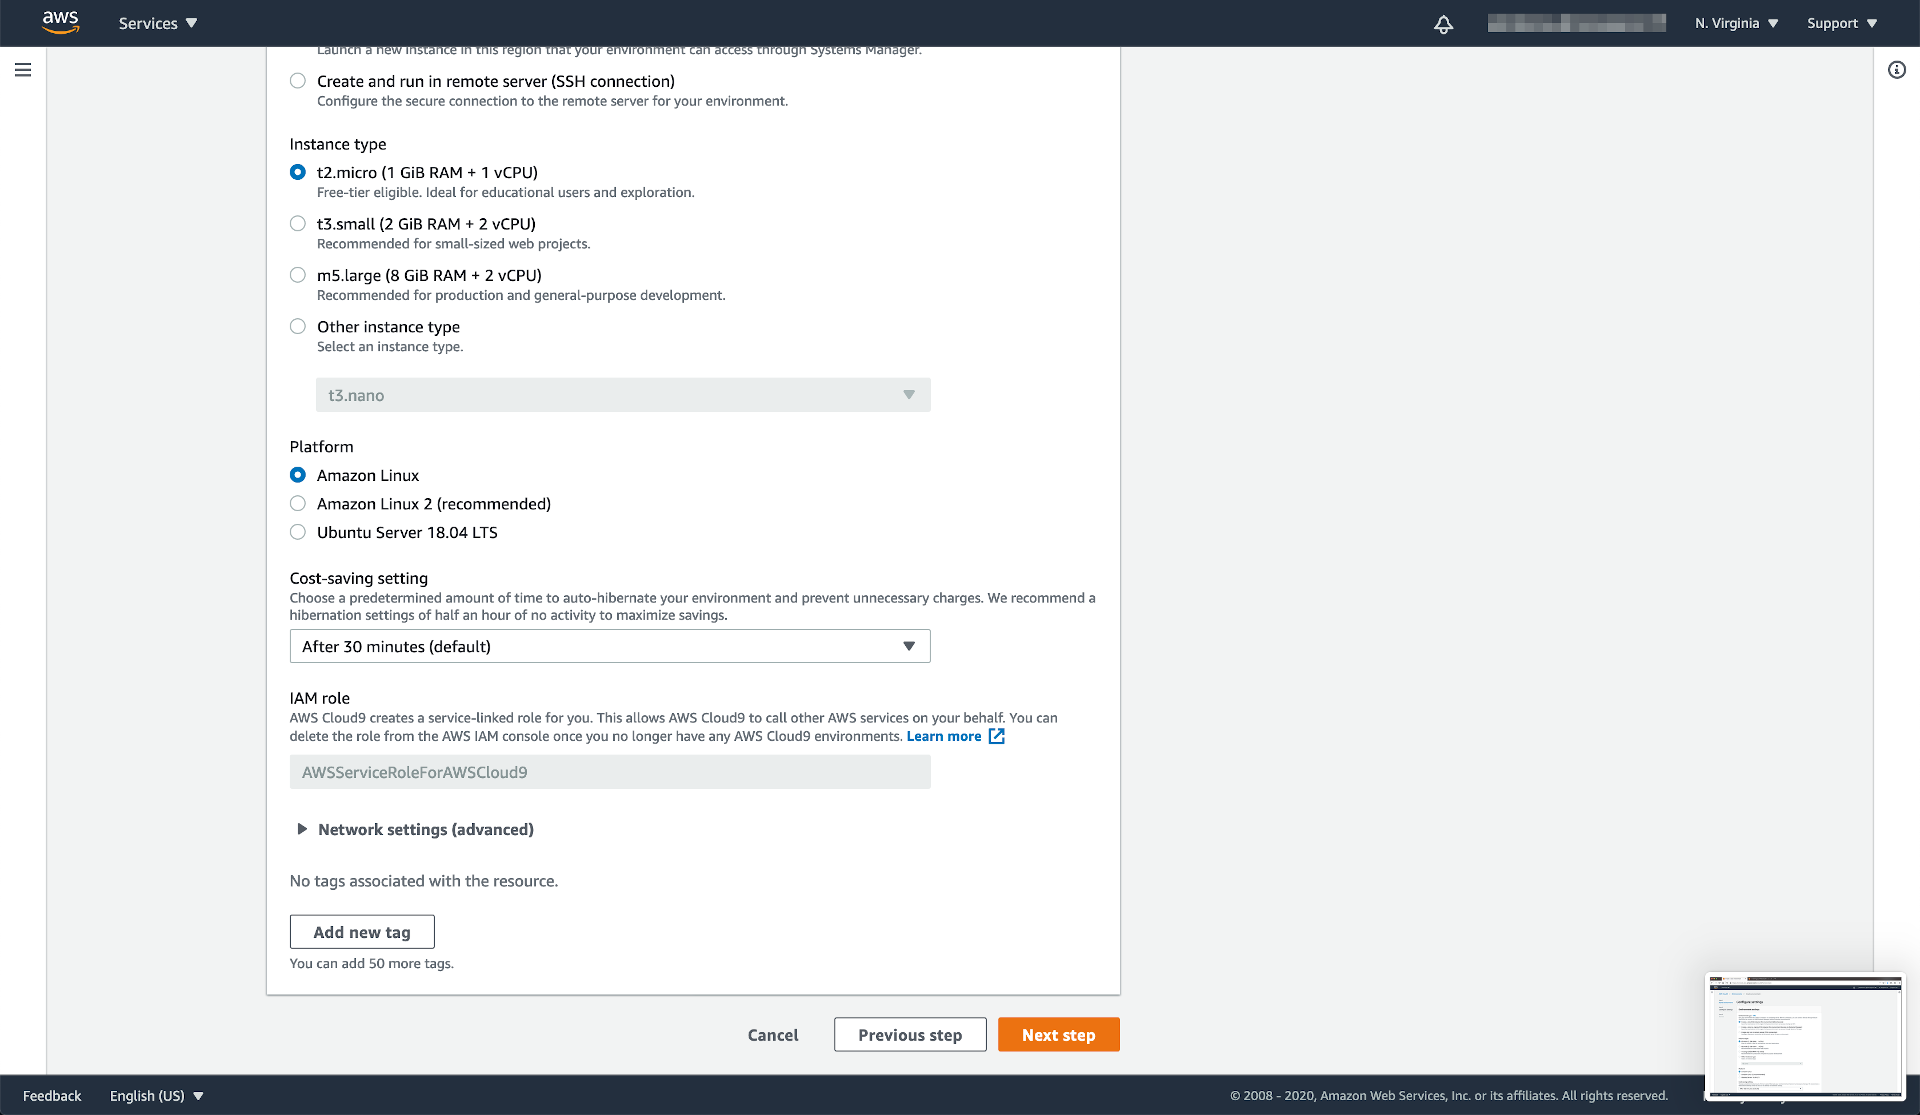 aws Services N. Virginia Support
Launch a new instance in this region that your environment can access through Systems Manager.
Create and run in remote server (SSH connection)
Configure the secure connection to the remote server for your environment.
Instance type
t2.micro (1 GiB RAM + 1 vCPU)
Free-tier eligible. Ideal for educational users and exploration.
t3.small (2 GiB RAM + 2 vCPU)
Recommended for small-sized web projects.
m5.large (8 GiB RAM + 2 vCPU)
Recommended for production and general-purpose development.
Other instance type
Select an instance type.
t3.nano
Platform
Amazon Linux
Amazon Linux 2 (recommended)
Ubuntu Server 18.04 LTS
Cost-saving setting
Choose a predetermined amount of time to auto-hibernate your environment and prevent unnecessary charges. We recommend a
hibernation settings of half an hour of no activity to maximize savings.
After 30 minutes (default)
IAM role
AWS Cloud9 creates a service-linked role for you. This allows AWS Cloud9 to call other AWS services on your behalf. You can
delete the role from the AWS IAM console once you no longer have any AWS Cloud9 environments. Learn more
AWSServiceRoleForAWSCloud9
Network settings (advanced)
No tags associated with the resource.
Add new tag
You can add 50 more tags.
Cancel Previous step Next step
Feedback English (US) © 2008 - 2020, Amazon Web Services, Inc. or its affiliates. All rights reserved.